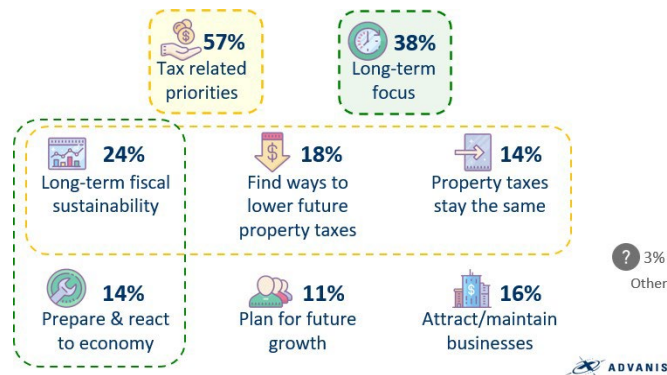 57%
Tax related
priorities
38%
Long-term
focus
24%
Long-term fiscal
sustainability
18%
Find ways to
lower future
property taxes
14%
Property taxes
stay the same
? 3%
Other
14%
Prepare & react
to economy
11%
Plan for future
growth
16%
Attract/maintain
businesses
ADVANIS